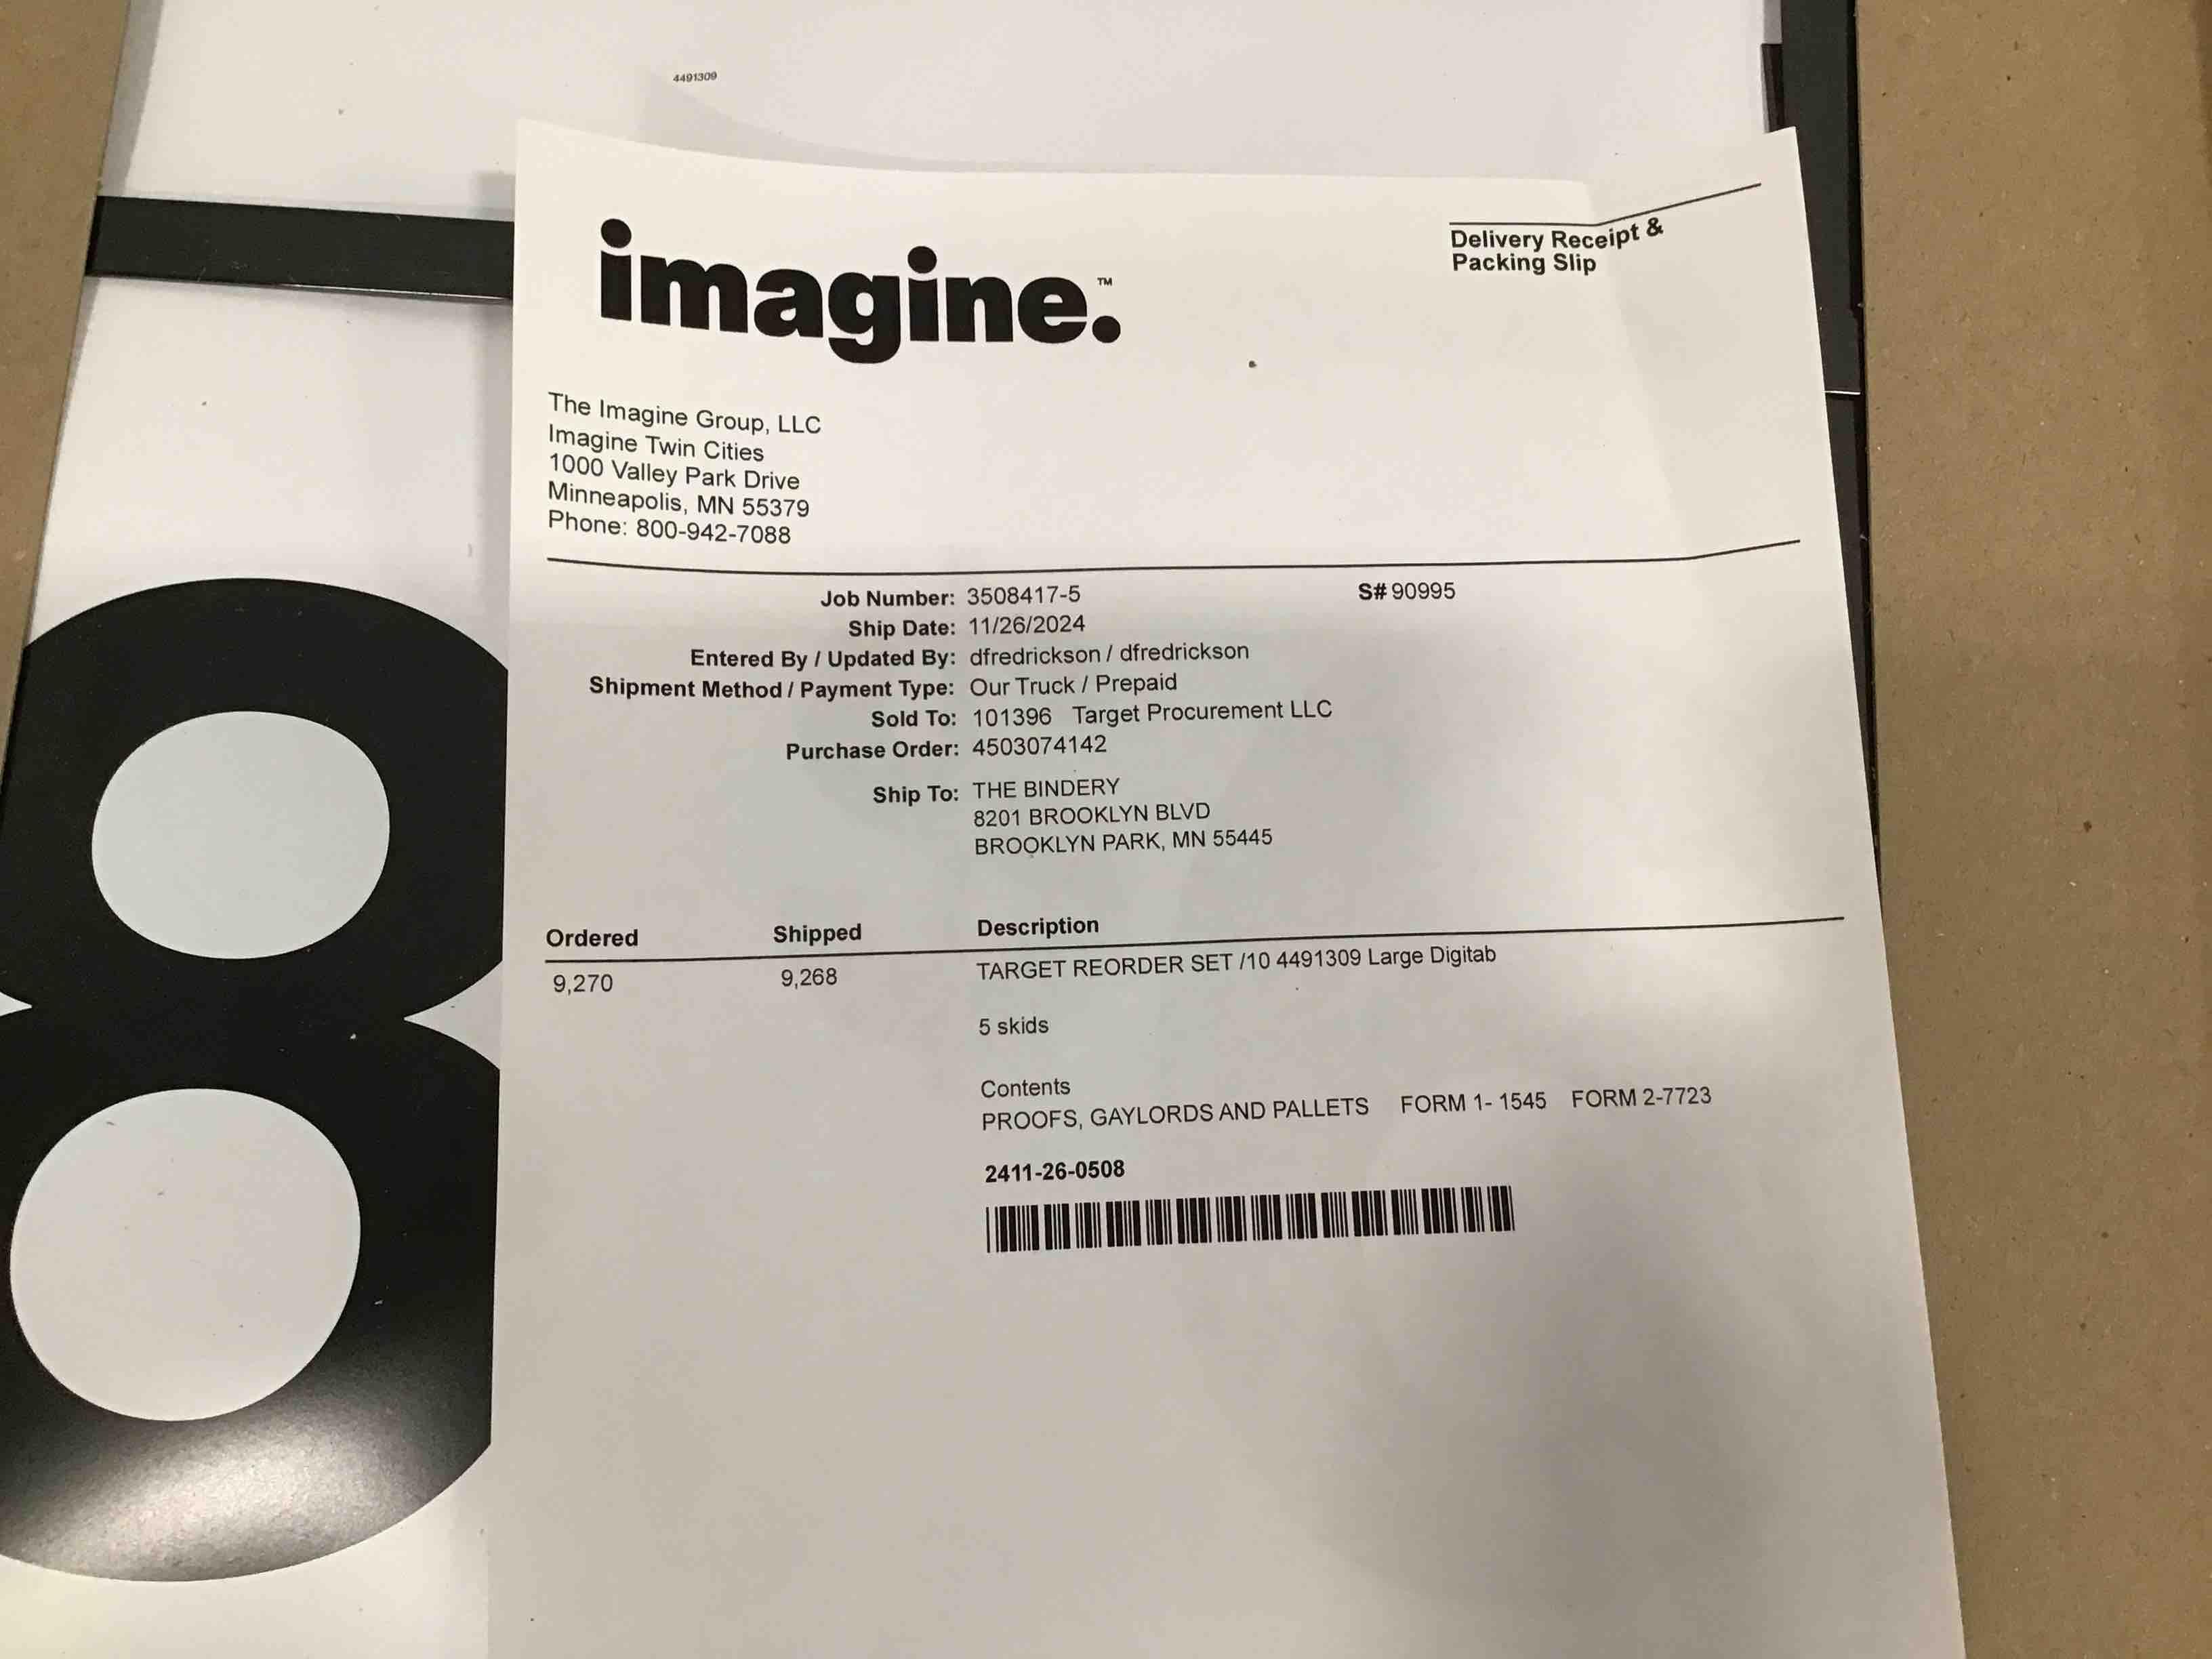 4491309
imagine.™
Delivery Receipt &
Packing Slip
The Imagine Group, LLC
Imagine Twin Cities
1000 Valley Park Drive
Minneapolis, MN 55379
Phone: 800-942-7088
Job Number: 3508417-5 S# 90995
Ship Date: 11/26/2024
Entered By / Updated By: dfredrickson / dfredrickson
Shipment Method / Payment Type: Our Truck / Prepaid
Sold To: 101396 Target Procurement LLC
Purchase Order: 4503074142
Ship To: THE BINDERY
8201 BROOKLYN BLVD
BROOKLYN PARK, MN 55445
Ordered Shipped Description
9,270 9,268 TARGET REORDER SET /10 4491309 Large Digitab
5 skids
Contents
PROOFS, GAYLORDS AND PALLETS FORM 1- 1545 FORM 2-7723
2411-26-0508
8